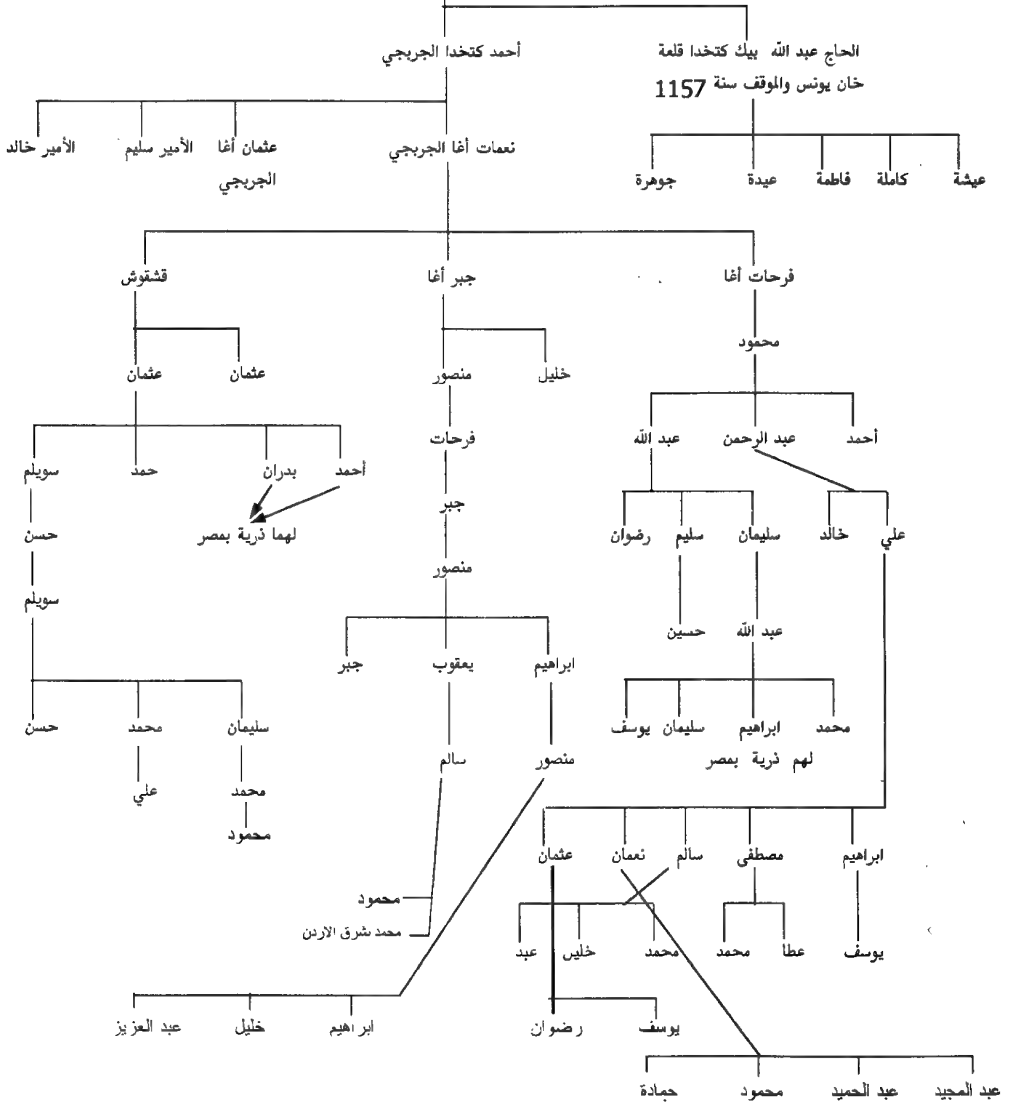 الحاج عبد الله بيك كتخدا قلعة
خان يونس والموقف سنة 1157
أحمد كتخدا الجربجي
نعمات أغا الجربجي
عثمان أغا
الجربجي
الأمير سليم
الأمير خالد
عيشة
كاملة
فاطمة
عيدة
جوهرة
فرحات أغا
جبر أغا
قشقوش
محمود
خليل
منصور
عثمان
عثمان
أحمد
عبد الرحمن
عبد الله
فرحات
أحمد
بدران
حمد
سويلم
جبر
علي
خالد
سليمان
سليم
رضوان
لهما ذرية بمصر
حسن
منصور
سويلم
عبد الله
حسين
ابراهيم
يعقوب
جبر
محمد
ابراهيم
سليمان
يوسف
لهم ذرية بمصر
سليمان
محمد
حسن
منصور
سالم
محمد
علي
محمود
ابراهيم
مصطفى
سالم
نعمان
عثمان
محمود
محمد شرق الاردن
يوسف
عطا
محمد
محمد
خليل
عبد
يوسف
رضوان
ابراهيم
خليل
عبد العزيز
عبد المجيد
عبد الحميد
محمود
حمادة